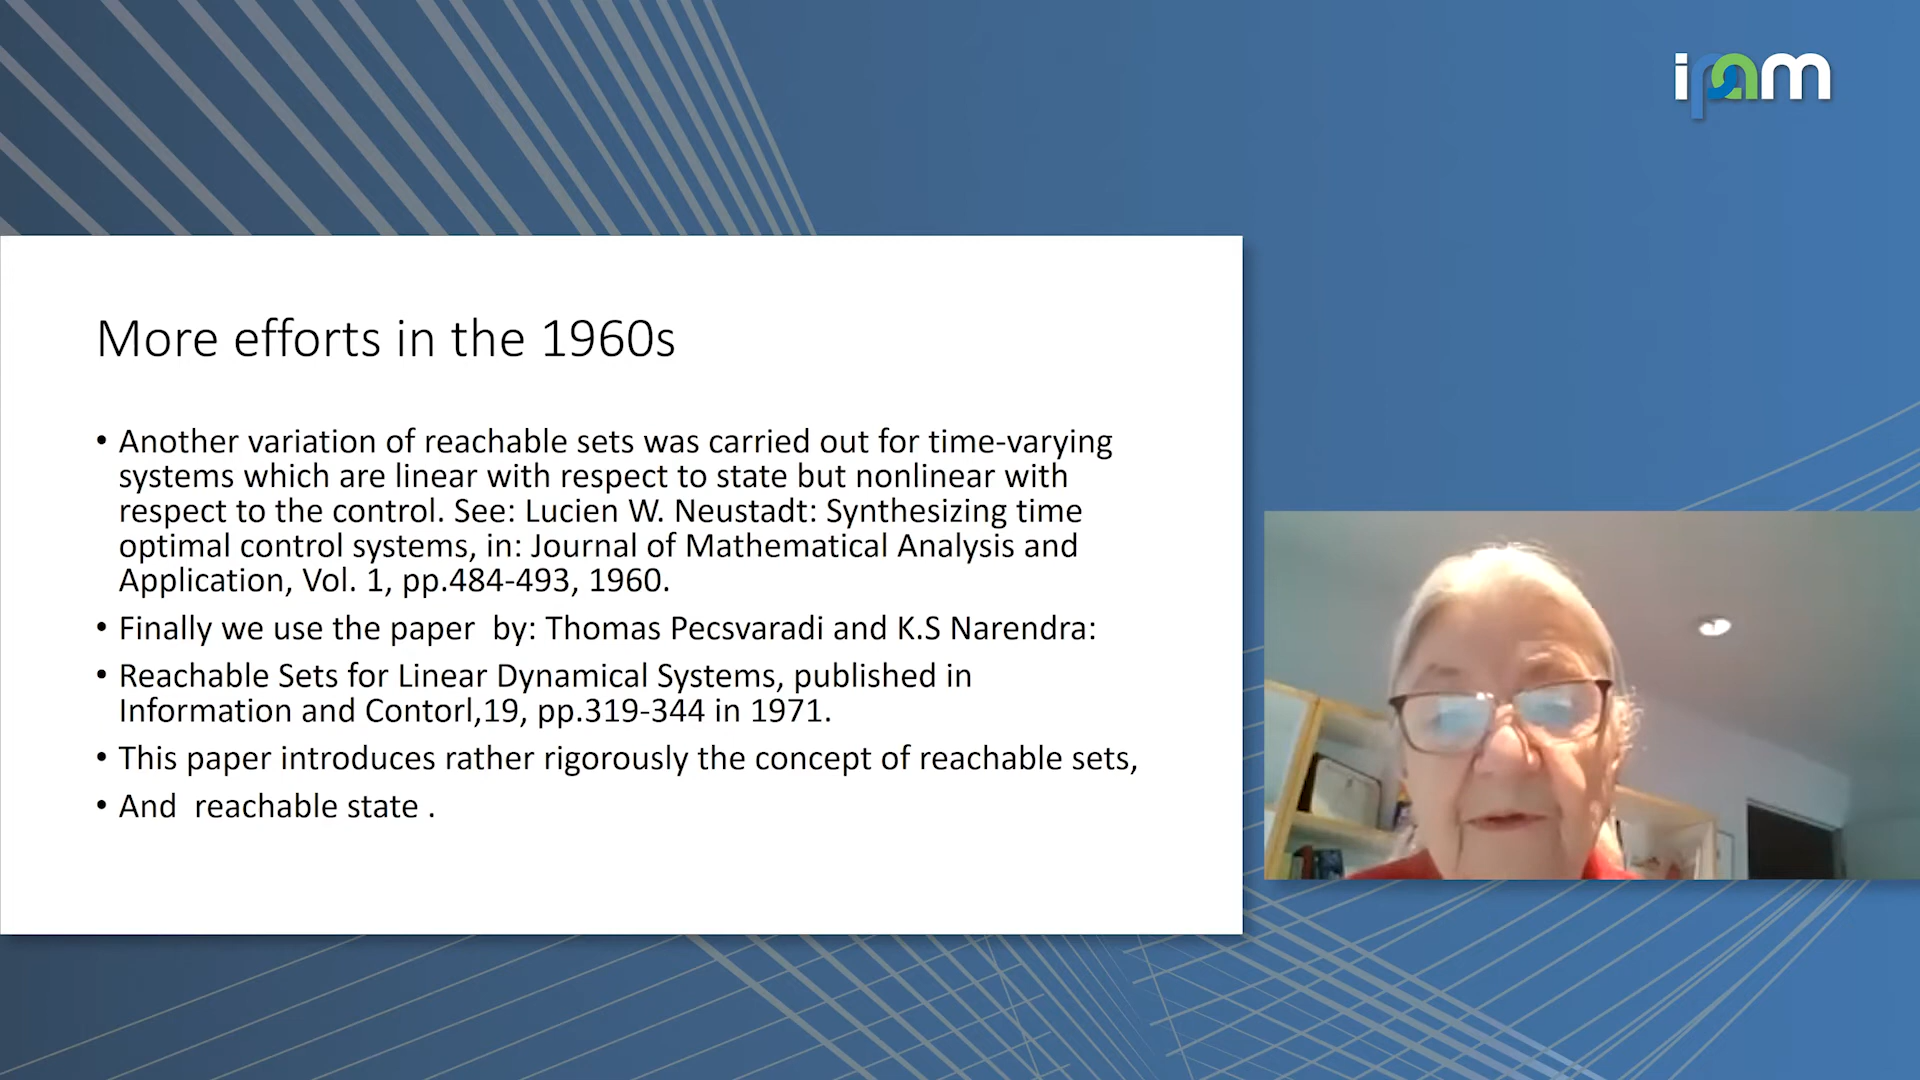 ipam
More efforts in the 1960s
• Another variation of reachable sets was carried out for time-varying
systems which are linear with respect to state but nonlinear with
respect to the control. See: Lucien W. Neustadt: Synthesizing time
optimal control systems, in: Journal of Mathematical Analysis and
Application, Vol. 1, pp.484-493, 1960.
• Finally we use the paper  by: Thomas Pecsvaradi and K.S Narendra:
• Reachable Sets for Linear Dynamical Systems, published in
Information and Contorl,19, pp.319-344 in 1971.
• This paper introduces rather rigorously the concept of reachable sets,
• And  reachable state .